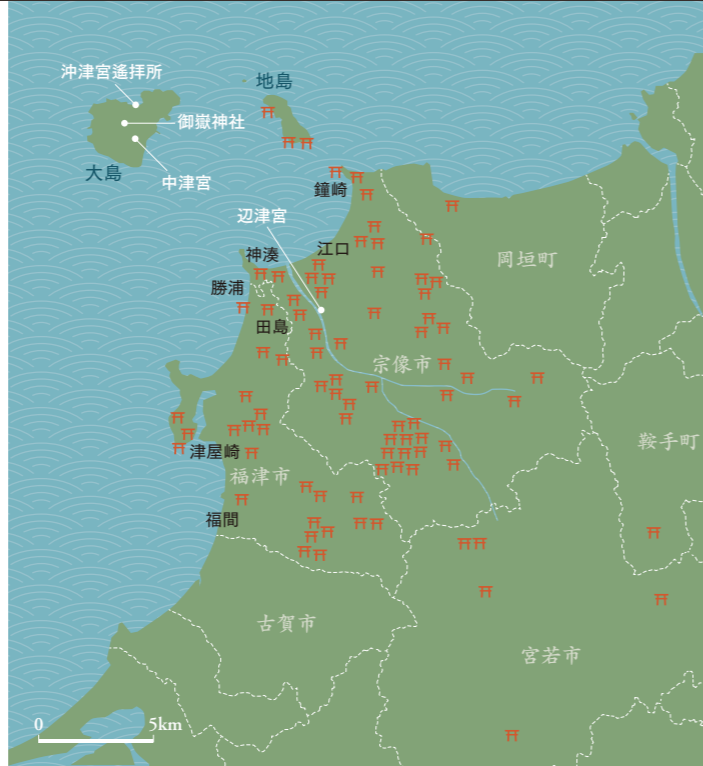 沖津宮遙拝所
地島
御嶽神社
大島
中津宮
鐘崎
辺津宮
江口
神湊
岡垣町
勝浦
田島
宗像市
鞍手町
津屋崎
福津市
福間
古賀市
宮若市
0 5km